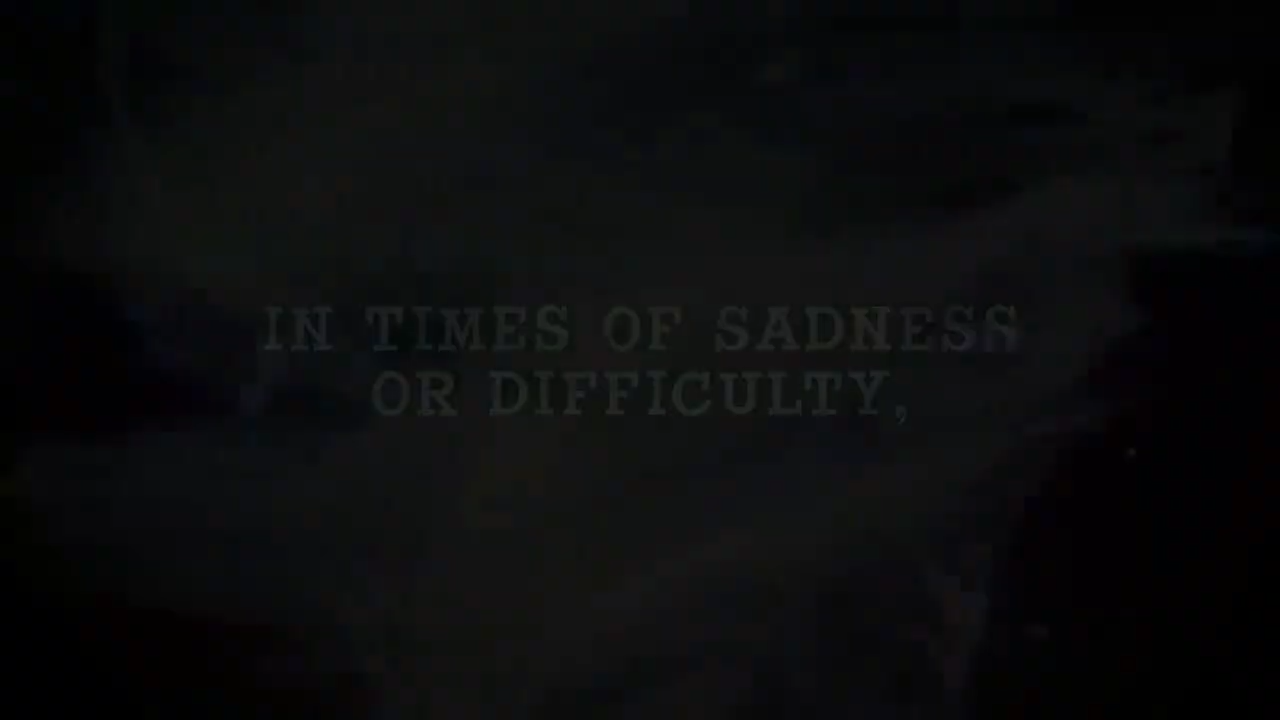 IN TIMES OF SADNESS
OR DIFFICULTY,